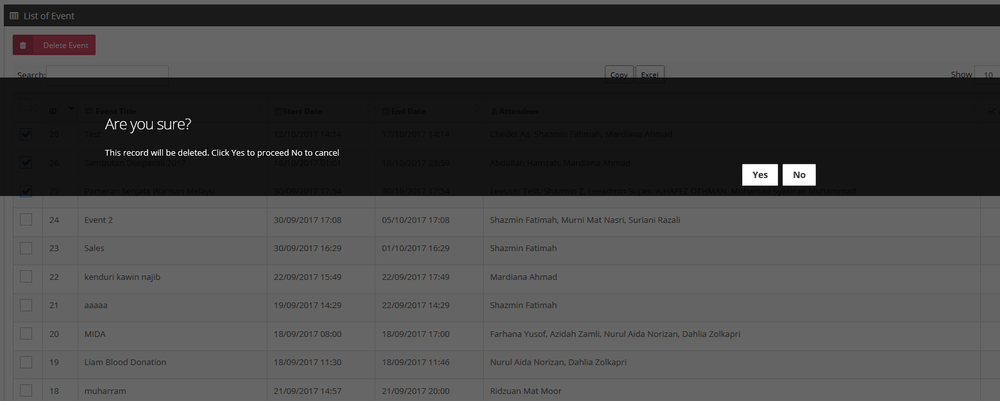 List of Event
Delete Event
Search: Copy Excel Show 10
ID Event Title Start Date End Date Attendees
Are you sure?
28 Test 12/10/2017 14:14 17/10/2017 14:14 Chedet Aa, Shazmin Fatimah, Mardiana Ahmad
This record will be deleted. Click Yes to proceed No to cancel
26 Sambutan Deepavali 2017 18/10/2017 01:01 18/10/2017 23:59 Abdullah Hamzah, Mardiana Ahmad
Yes No
25 Pameran Senjata Warisan Melayu 30/09/2017 17:54 30/10/2017 17:54 Leeuser Test, Shazmin Z, Leeadmin Super, A.HAFEZ OTHMAN, Mohamad Syakiran Muhammad
24 Event 2 30/09/2017 17:08 05/10/2017 17:08 Shazmin Fatimah, Murni Mat Nasri, Suriani Razali
23 Sales 30/09/2017 16:29 01/10/2017 16:29 Shazmin Fatimah
22 kenduri kawin najib 22/09/2017 15:49 22/09/2017 17:49 Mardiana Ahmad
21 aaaaa 19/09/2017 14:29 22/09/2017 14:29 Shazmin Fatimah
20 MIDA 18/09/2017 08:00 18/09/2017 17:00 Farhana Yusof, Azidah Zamli, Nurul Aida Norizan, Dahlia Zolkapri
19 Liam Blood Donation 18/09/2017 11:30 18/09/2017 11:46 Nurul Aida Norizan, Dahlia Zolkapri
18 muharram 21/09/2017 14:57 21/09/2017 20:00 Ridzuan Mat Moor